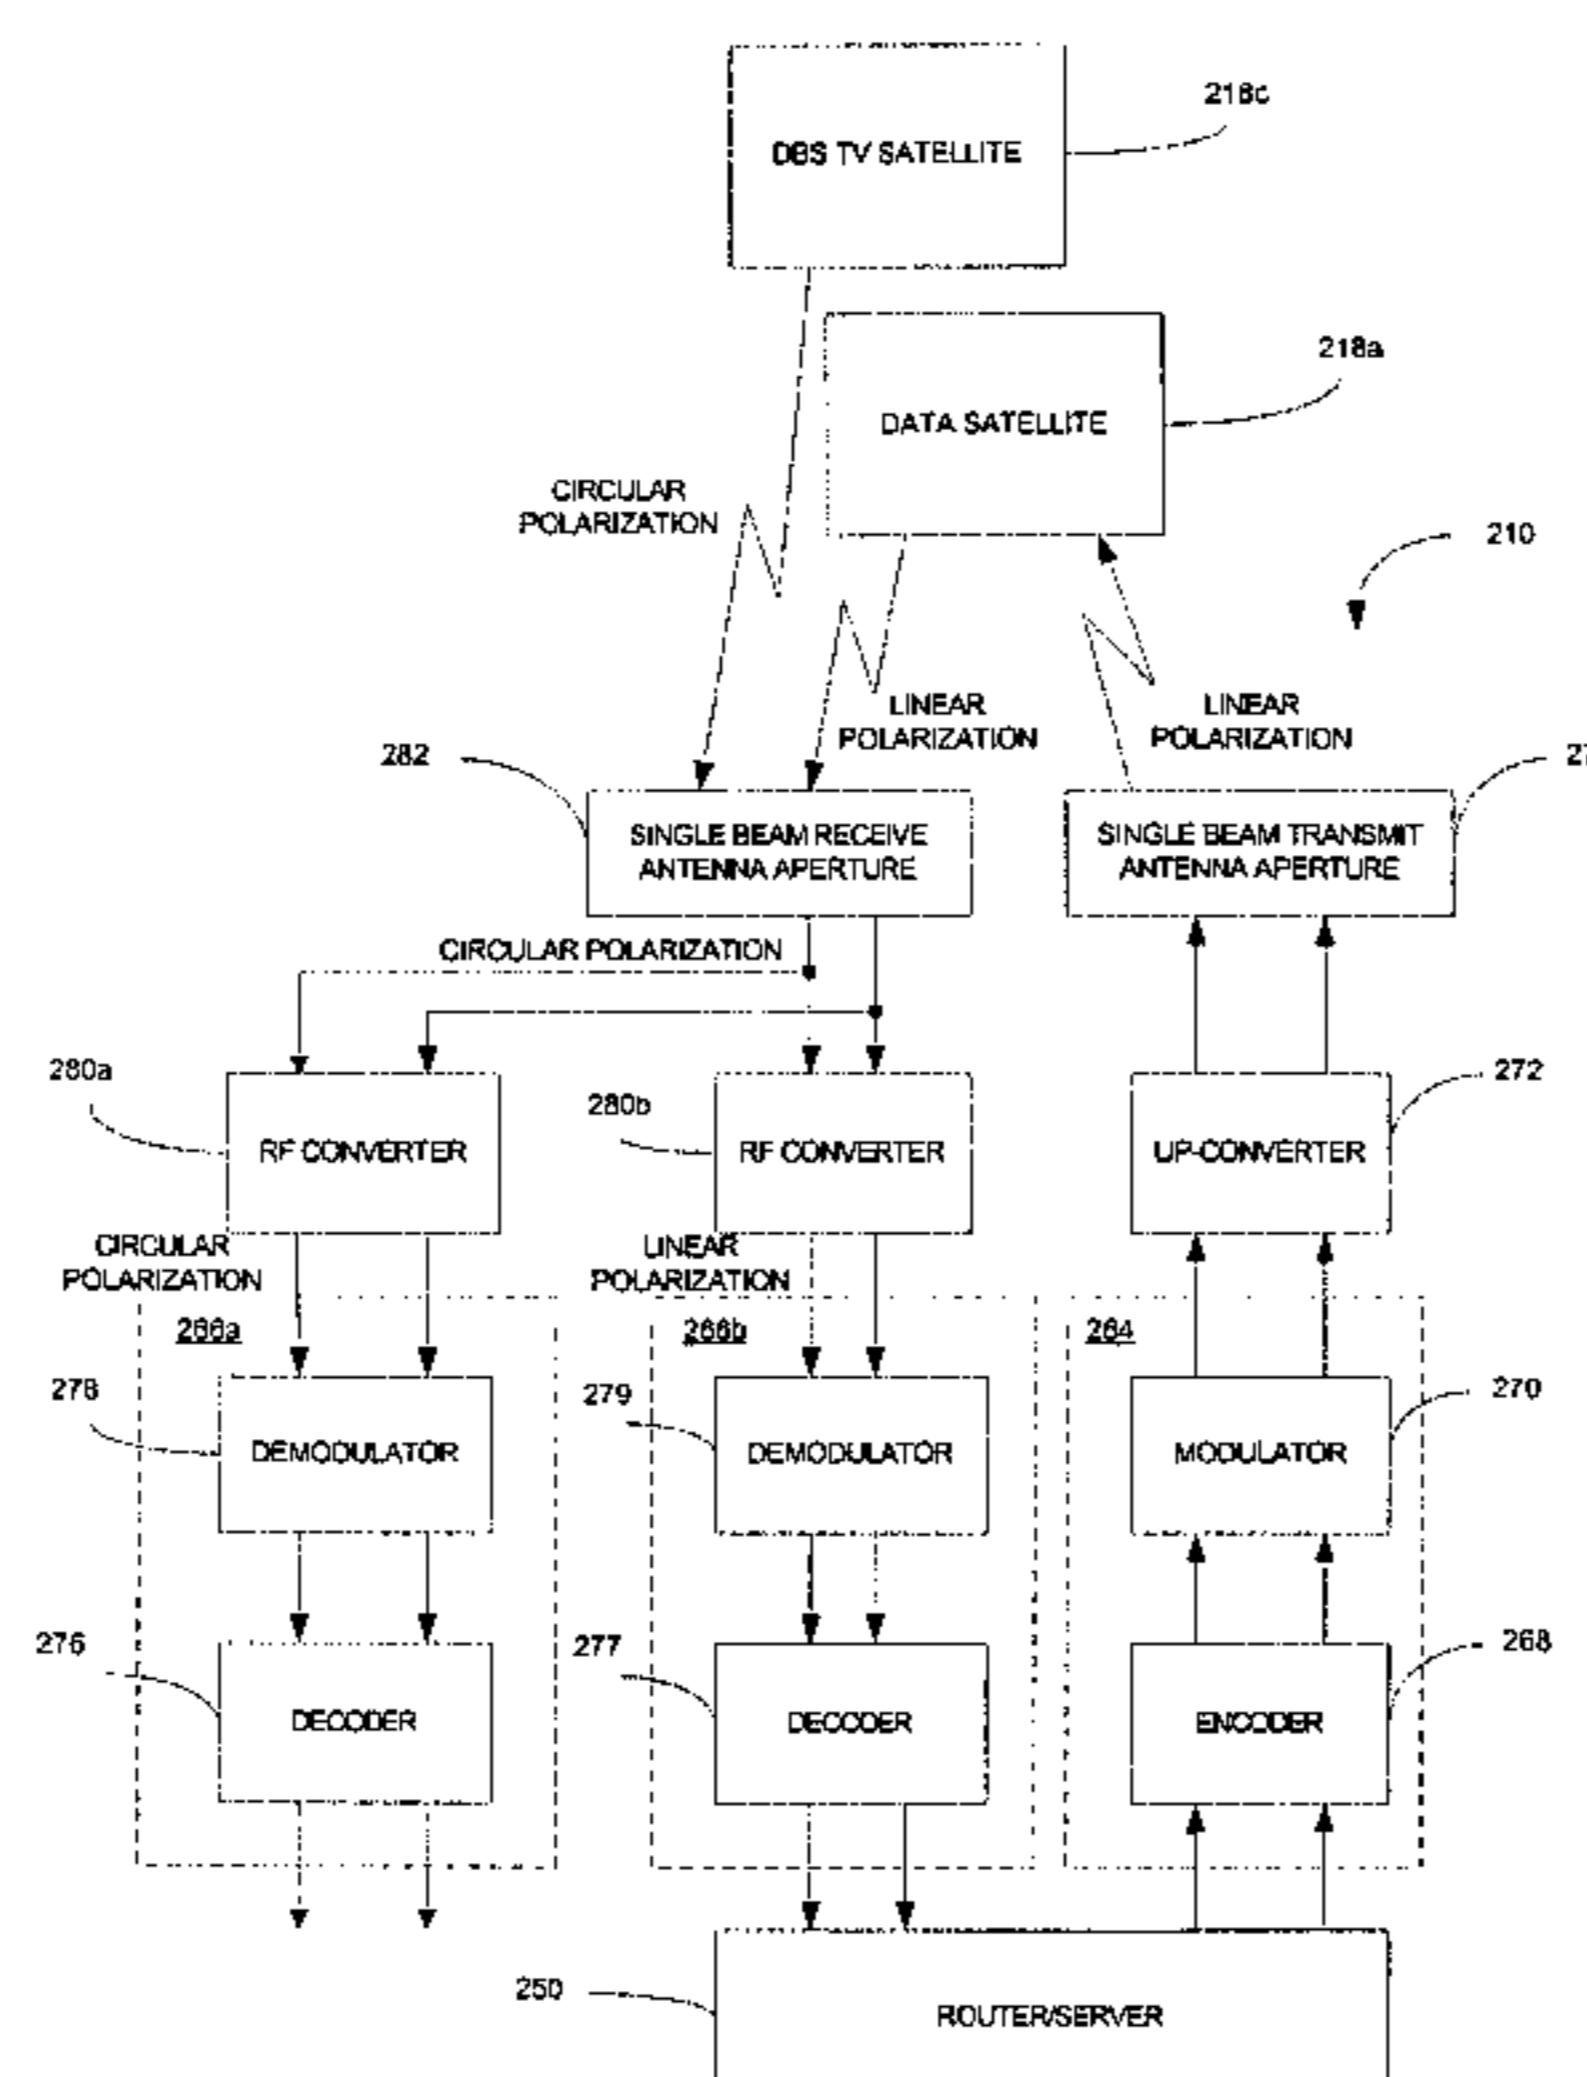 218c
DBS TV SATELLITE
218a
DATA SATELLITE
CIRCULAR
POLARIZATION
210
LINEAR
POLARIZATION
LINEAR
POLARIZATION
282
SINGLE BEAM RECEIVE
ANTENNA APERTURE
SINGLE BEAM TRANSMIT
ANTENNA APERTURE
CIRCULAR POLARIZATION
280a
RF CONVERTER
280b
RF CONVERTER
272
UP-CONVERTER
CIRCULAR
POLARIZATION
LINEAR
POLARIZATION
266a
266b
264
278
DEMODULATOR
279
DEMODULATOR
270
MODULATOR
276
DECODER
277
DECODER
268
ENCODER
250
ROUTER/SERVER